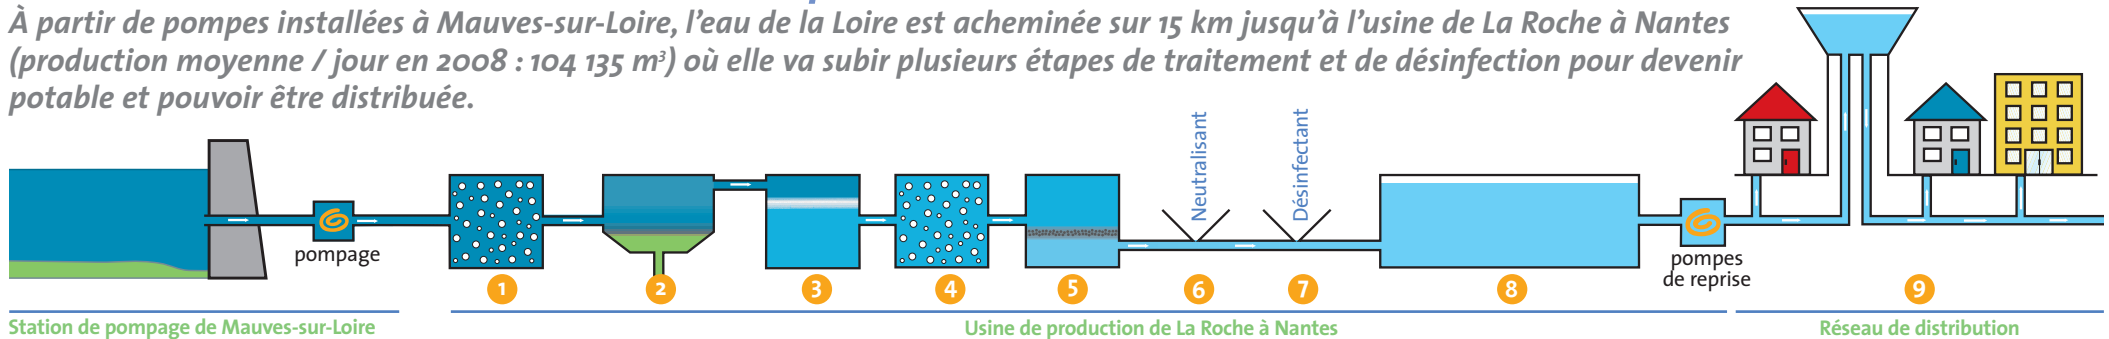 À partir de pompes installées à Mauves-sur-Loire, l'eau de la Loire est acheminée sur 15 km jusqu'à l'usine de La Roche à Nantes
(production moyenne / jour en 2008 : 104 135 m³) où elle va subir plusieurs étapes de traitement et de désinfection pour devenir
potable et pouvoir être distribuée.
Neutralisant
Désinfectant
pompage
pompes
de reprise
1
2
3
4
5
6
7
8
9
Station de pompage de Mauves-sur-Loire
Usine de production de La Roche à Nantes
Réseau de distribution